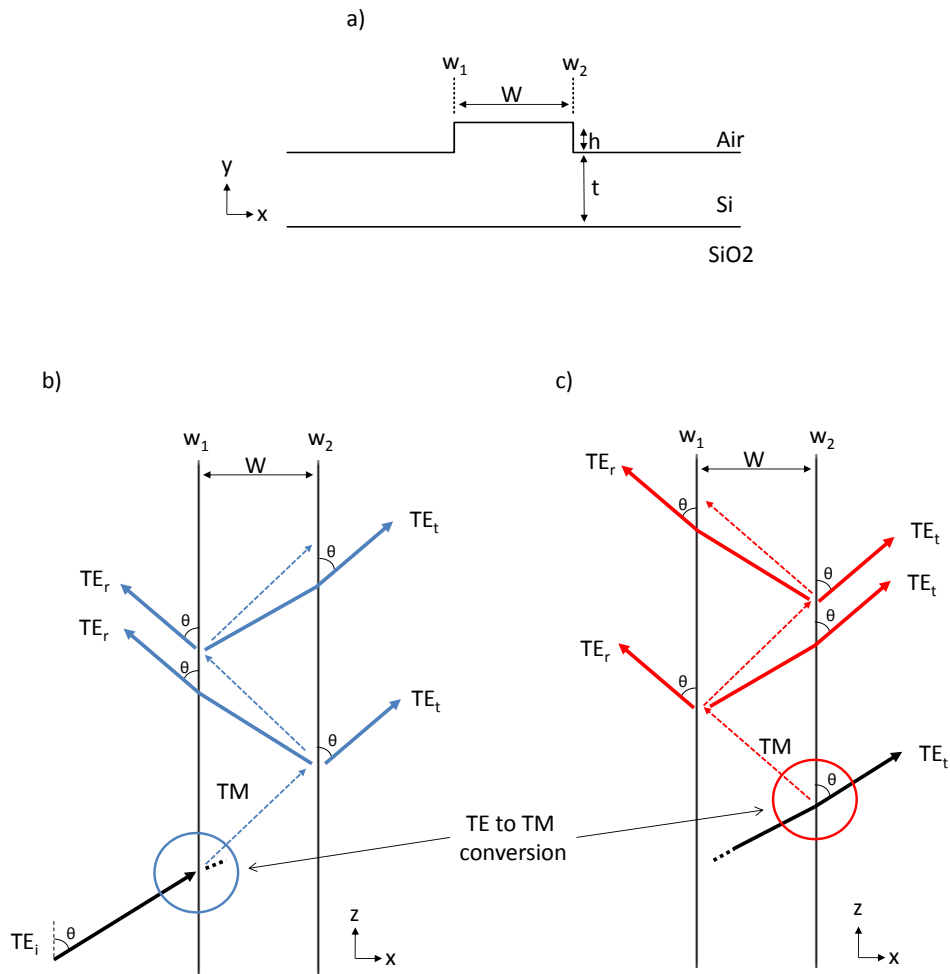 a)
w1
w2
W
h
Air
t
y
x
Si
SiO2
b)
c)
w1
w2
W
TEr
θ
TEt
θ
TEr
θ
TEt
θ
TM
TEi
θ
z
x
TE to TM
conversion
w1
w2
W
TEr
θ
TEt
θ
TEt
θ
TEr
θ
TM
TEt
θ
z
x